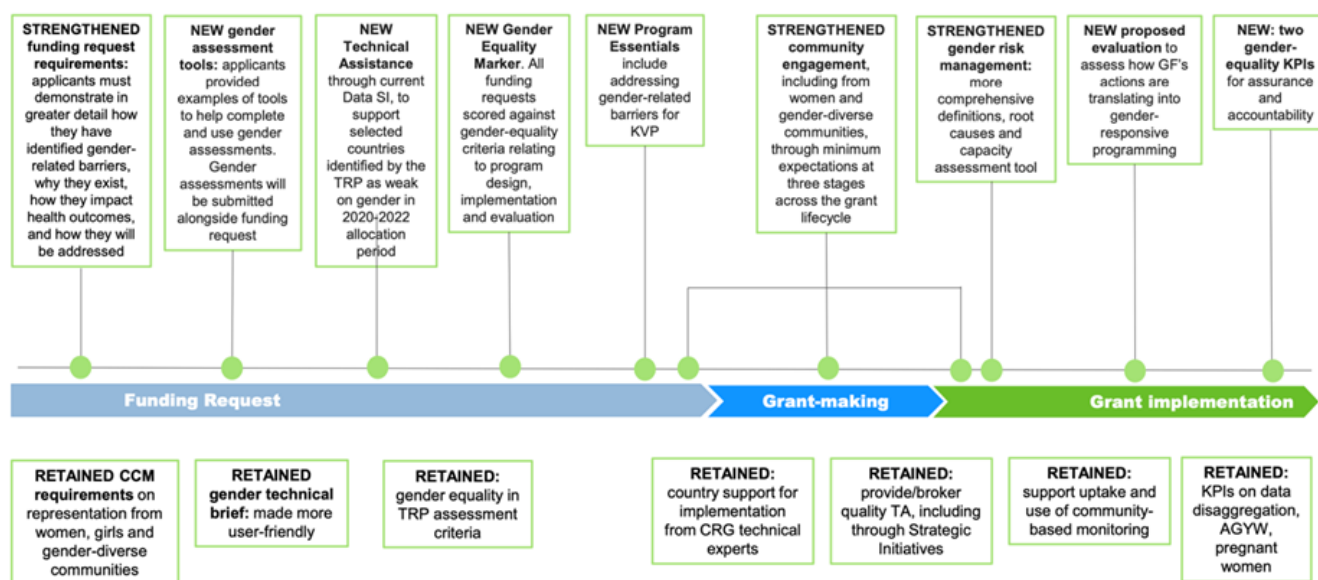 STRENGTHENED
funding request
requirements:
applicants must
demonstrate in
greater detail how
they have
identified gender-
related barriers,
why they exist,
how they impact
health outcomes,
and how they will
be addressed
NEW gender
assessment
tools: applicants
provided
examples of tools
to help complete
and use gender
assessments.
Gender
assessments will
be submitted
alongside funding
request
NEW
Technical
Assistance
through current
Data SI, to
support
selected
countries
identified by the
TRP as weak
on gender in
2020-2022
allocation
period
NEW Gender
Equality
Marker. All
funding
requests
scored against
gender-equality
criteria relating
to program
design,
implementation
and evaluation
NEW Program
Essentials
include
addressing
gender-related
barriers for
KVP
STRENGTHENED
community
engagement,
including from
women and
gender-diverse
communities,
through minimum
expectations at
three stages
across the grant
lifecycle
STRENGTHENED
gender risk
management:
more
comprehensive
definitions, root
causes and
capacity
assessment tool
NEW proposed
evaluation to
assess how GF's
actions are
translating into
gender-
responsive
programming
NEW: two
gender-
equality KPIs
for assurance
and
accountability
Funding Request
Grant-making
Grant implementation
RETAINED CCM
requirements on
representation from
women, girls and
gender-diverse
communities
RETAINED
gender technical
brief: made more
user-friendly
RETAINED:
gender equality in
TRP assessment
criteria
RETAINED:
country support for
implementation
from CRG technical
experts
RETAINED:
provide/broker
quality TA, including
through Strategic
Initiatives
RETAINED:
support uptake and
use of community-
based monitoring
RETAINED:
KPIs on data
disaggregation,
AGYW,
pregnant
women